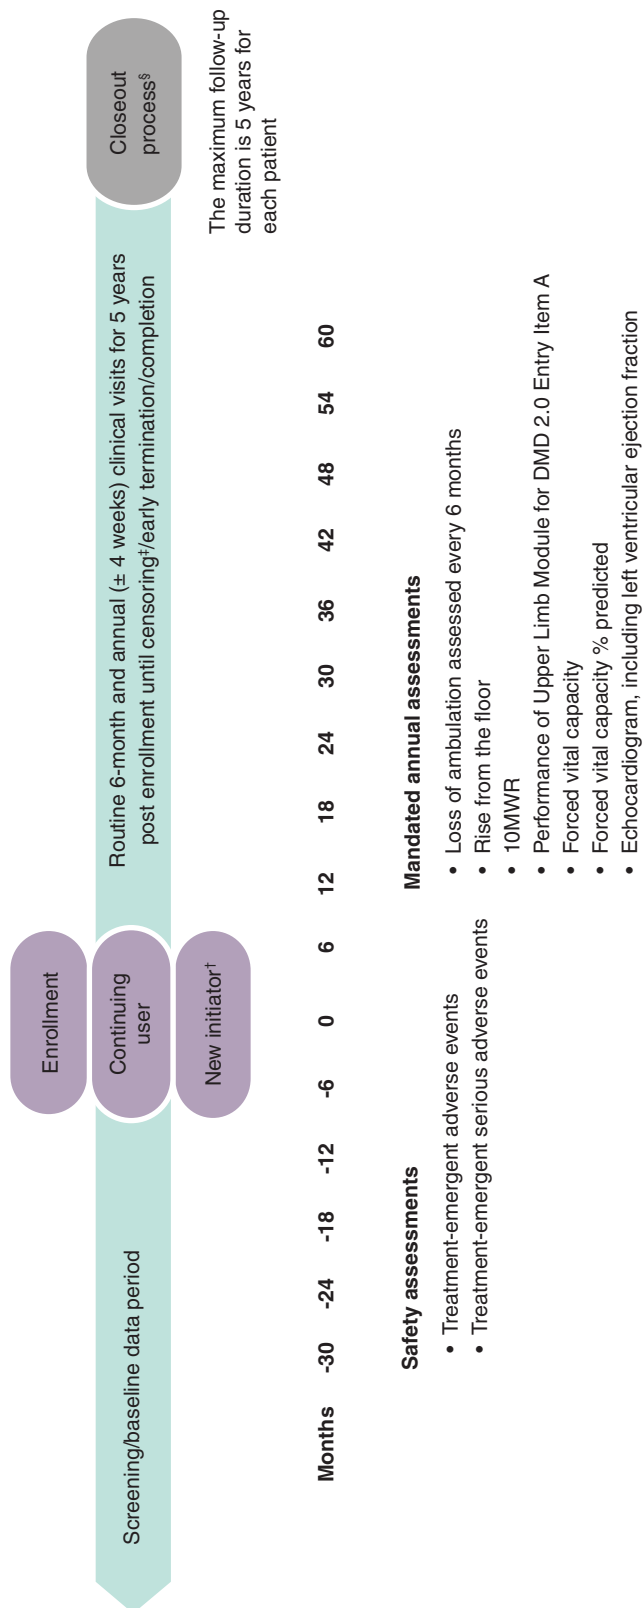 Enrollment
Screening/baseline data period
Continuing
user
Routine 6-month and annual (± 4 weeks) clinical visits for 5 years
post enrollment until censoring‡/early termination/completion
Closeout
process§
New initiator†
The maximum follow-up
duration is 5 years for
each patient
Months -30 -24 -18 -12 -6 0 6 12 18 24 30 36 42 48 54 60
Safety assessments
• Treatment-emergent adverse events
• Treatment-emergent serious adverse events
Mandated annual assessments
• Loss of ambulation assessed every 6 months
• Rise from the floor
• 10MWR
• Performance of Upper Limb Module for DMD 2.0 Entry Item A
• Forced vital capacity
• Forced vital capacity % predicted
• Echocardiogram, including left ventricular ejection fraction